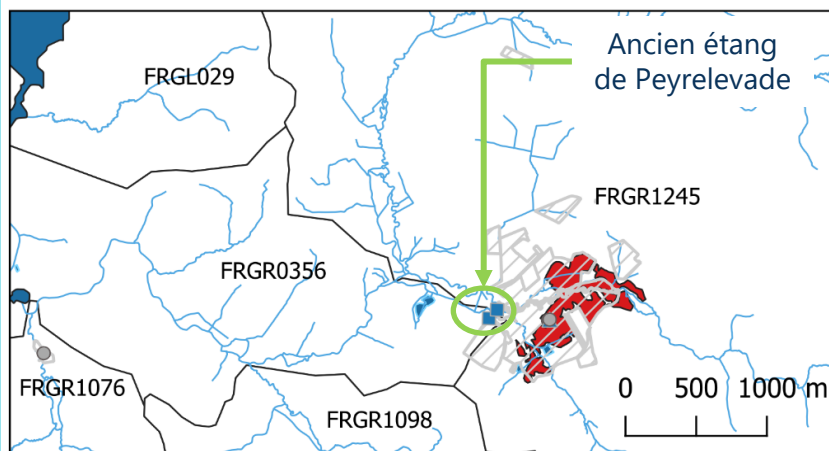 Ancien étang
de Peyrelevade
FRGL029
FRGR1245
FRGR0356
FRGR1076
FRGR1098
0 500 1000 m